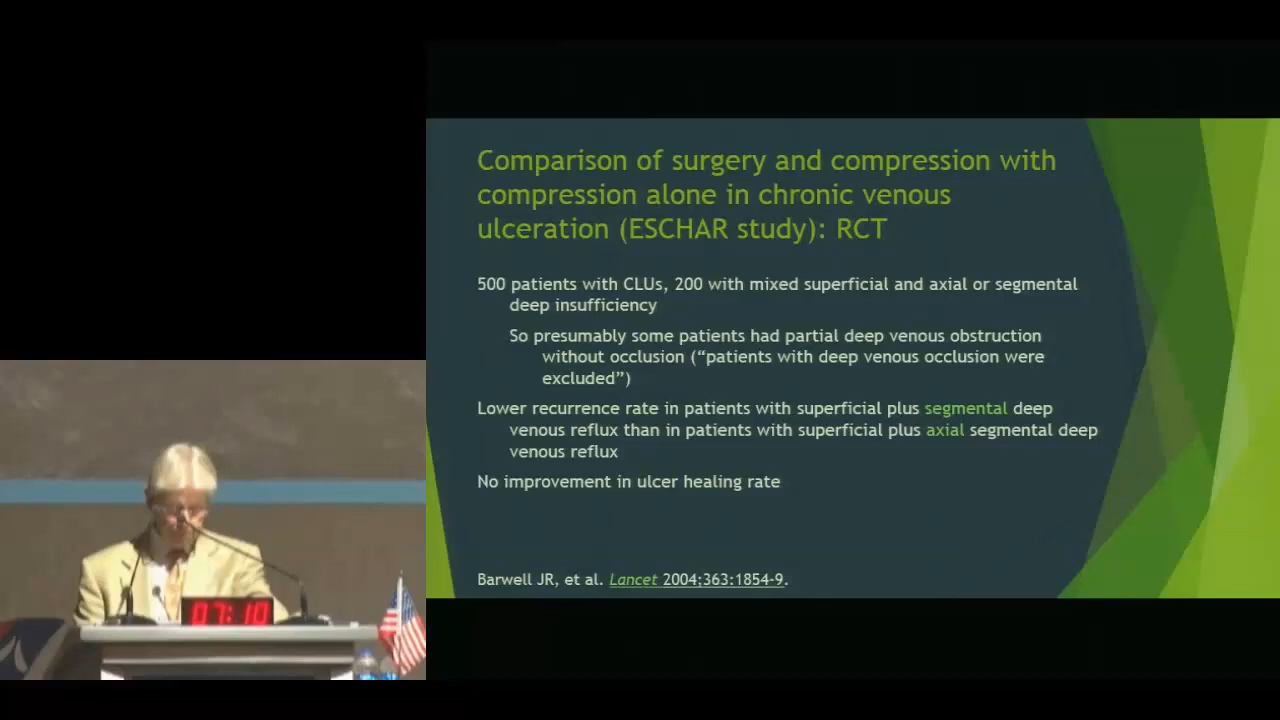 Comparison of surgery and compression with
compression alone in chronic venous
ulceration (ESCHAR study): RCT
500 patients with CLUs, 200 with mixed superficial and axial or segmental
deep insufficiency
So presumably some patients had partial deep venous obstruction
without occlusion (“patients with deep venous occlusion were
excluded”)
Lower recurrence rate in patients with superficial plus segmental deep
venous reflux than in patients with superficial plus axial segmental deep
venous reflux
No improvement in ulcer healing rate
Barwell JR, et al. Lancet 2004;363:1854-9.
07:10